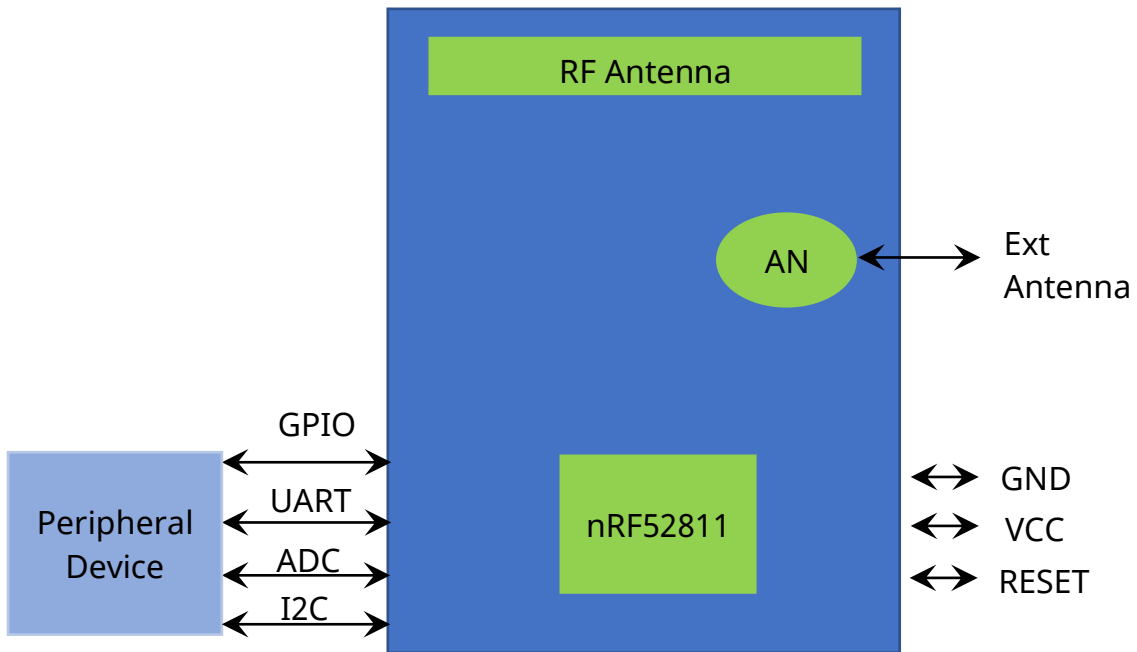 RF Antenna
AN
Ext
Antenna
GPIO
UART
ADC
I2C
Peripheral
Device
nRF52811
GND
VCC
RESET